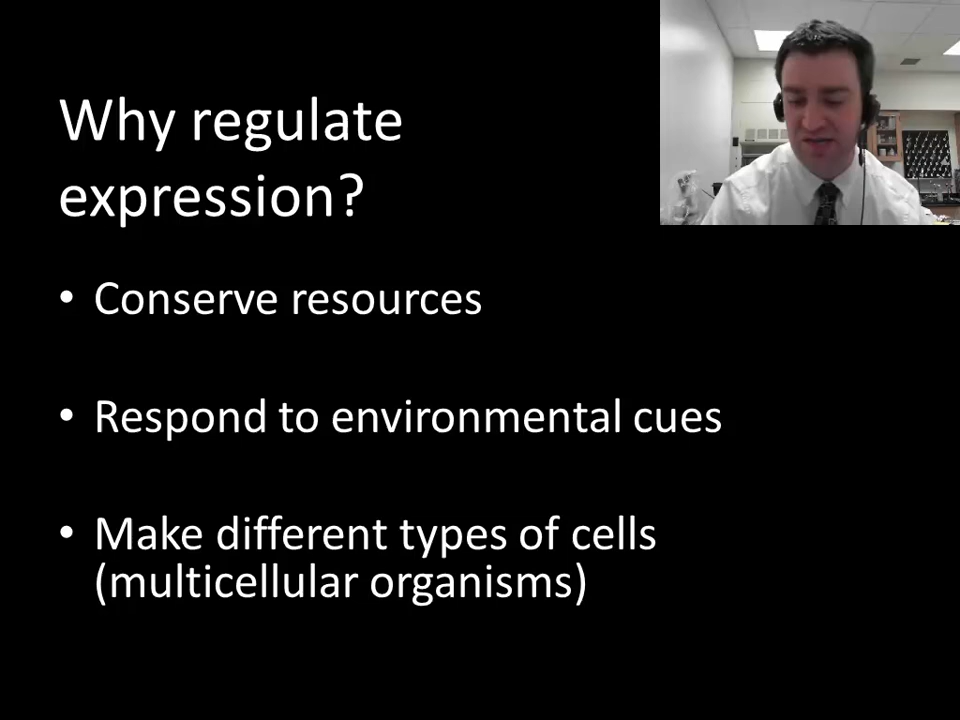 Why regulate
expression?
• Conserve resources
• Respond to environmental cues
• Make different types of cells
(multicellular organisms)